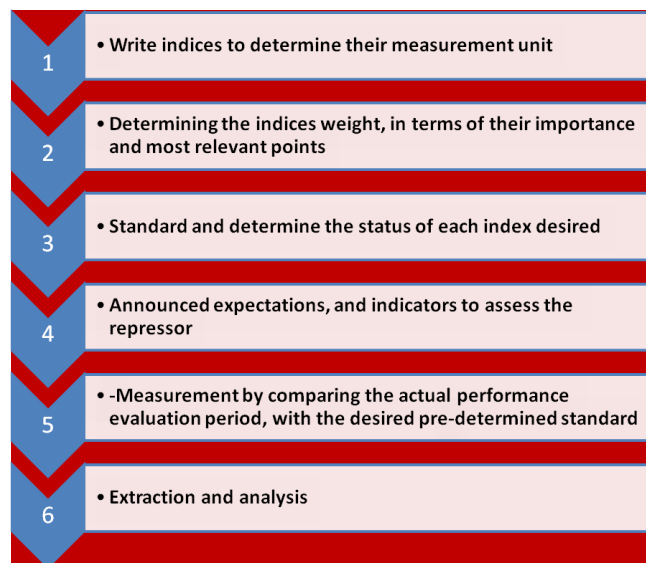 1
• Write indices to determine their measurement unit
2
• Determining the indices weight, in terms of their importance
and most relevant points
3
• Standard and determine the status of each index desired
4
• Announced expectations, and indicators to assess the
repressor
5
• -Measurement by comparing the actual performance
evaluation period, with the desired pre-determined standard
6
• Extraction and analysis